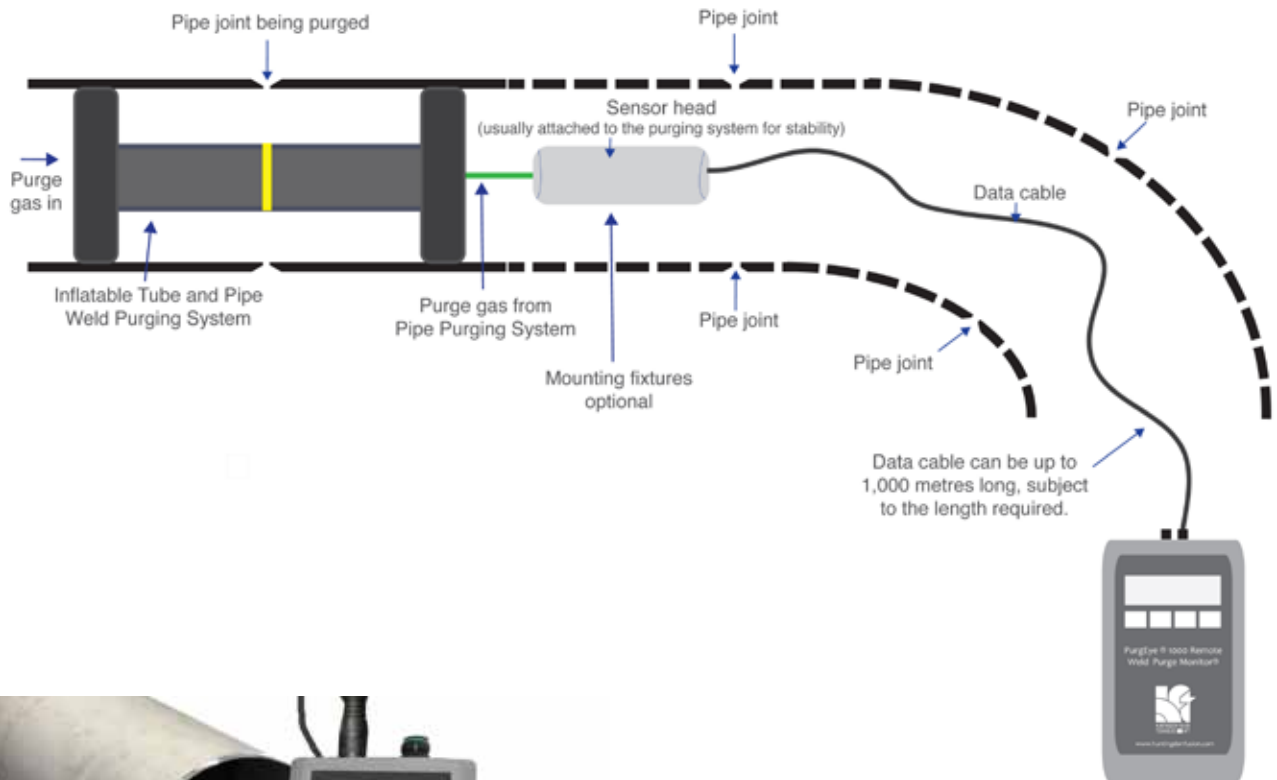 Pipe joint being purged
Pipe joint
Sensor head
(usually attached to the purging system for stability)
Pipe joint
Purge
gas in
Data cable
Inflatable Tube and Pipe
Weld Purging System
Purge gas from
Pipe Purging System
Pipe joint
Pipe joint
Mounting fixtures
optional
Data cable can be up to
1,000 metres long, subject
to the length required.
PurgEye ® 1000 Remote
Weld Purge Monitor®
www.huntingdonfusion.com